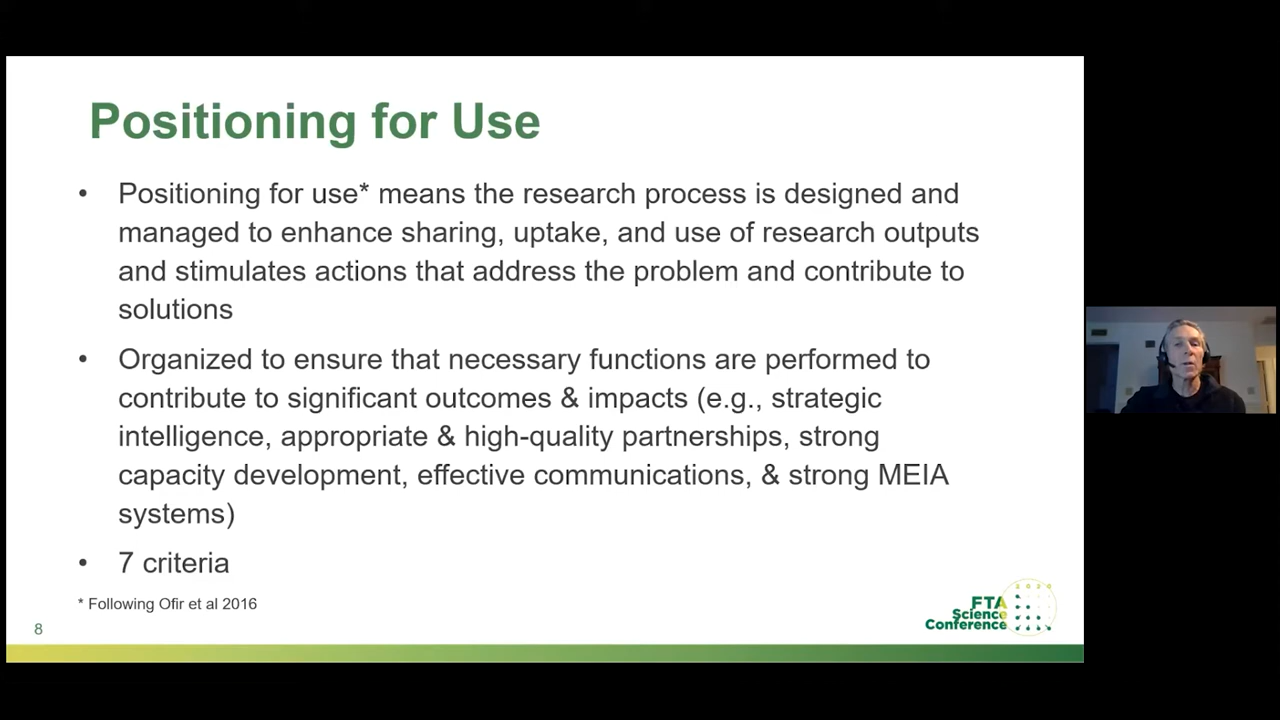 Positioning for Use
• Positioning for use* means the research process is designed and
managed to enhance sharing, uptake, and use of research outputs
and stimulates actions that address the problem and contribute to
solutions
• Organized to ensure that necessary functions are performed to
contribute to significant outcomes & impacts (e.g., strategic
intelligence, appropriate & high-quality partnerships, strong
capacity development, effective communications, & strong MEIA
systems)
• 7 criteria
* Following Ofir et al 2016
2020
FTA
Science
Conference
8